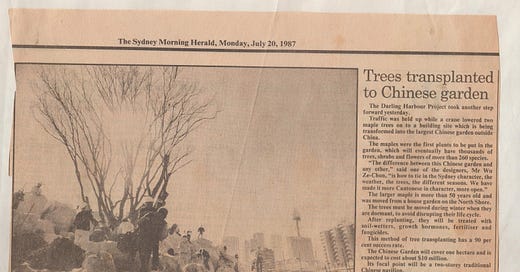 The Sydney Morning Herald, Monday, July 20, 1987
Trees transplanted
to Chinese garden
The Darling Harbour Project took another step
forward yesterday.
Traffic was held up while a crane lowered two
maple trees on to a building site which is being
transformed into the largest Chinese garden outside
China.
The maples were the first plants to be put in the
garden, which will eventually have thousands of
trees, shrubs and flowers of more than 260 species.
"The difference between this Chinese garden and
any other," said one of the designers, Mr Wu
Ze-Chun, "is how to tie in the Sydney character, the
weather, the trees, the different seasons. We have
made it more Cantonese in character, more open."
The larger maple is more than 50 years old and
was moved from a house garden on the North Shore.
The trees must be moved during winter when they
are dormant, to avoid disrupting their life cycle.
After replanting, they will be treated with
soil-wetters, growth hormones, fertiliser and
fungicides.
This method of tree transplanting has a 90 per
cent success rate.
The Chinese Garden will cover one hectare and is
expected to cost about $10 million.
Its focal point will be a two-storey traditional
Chinese pavilion.